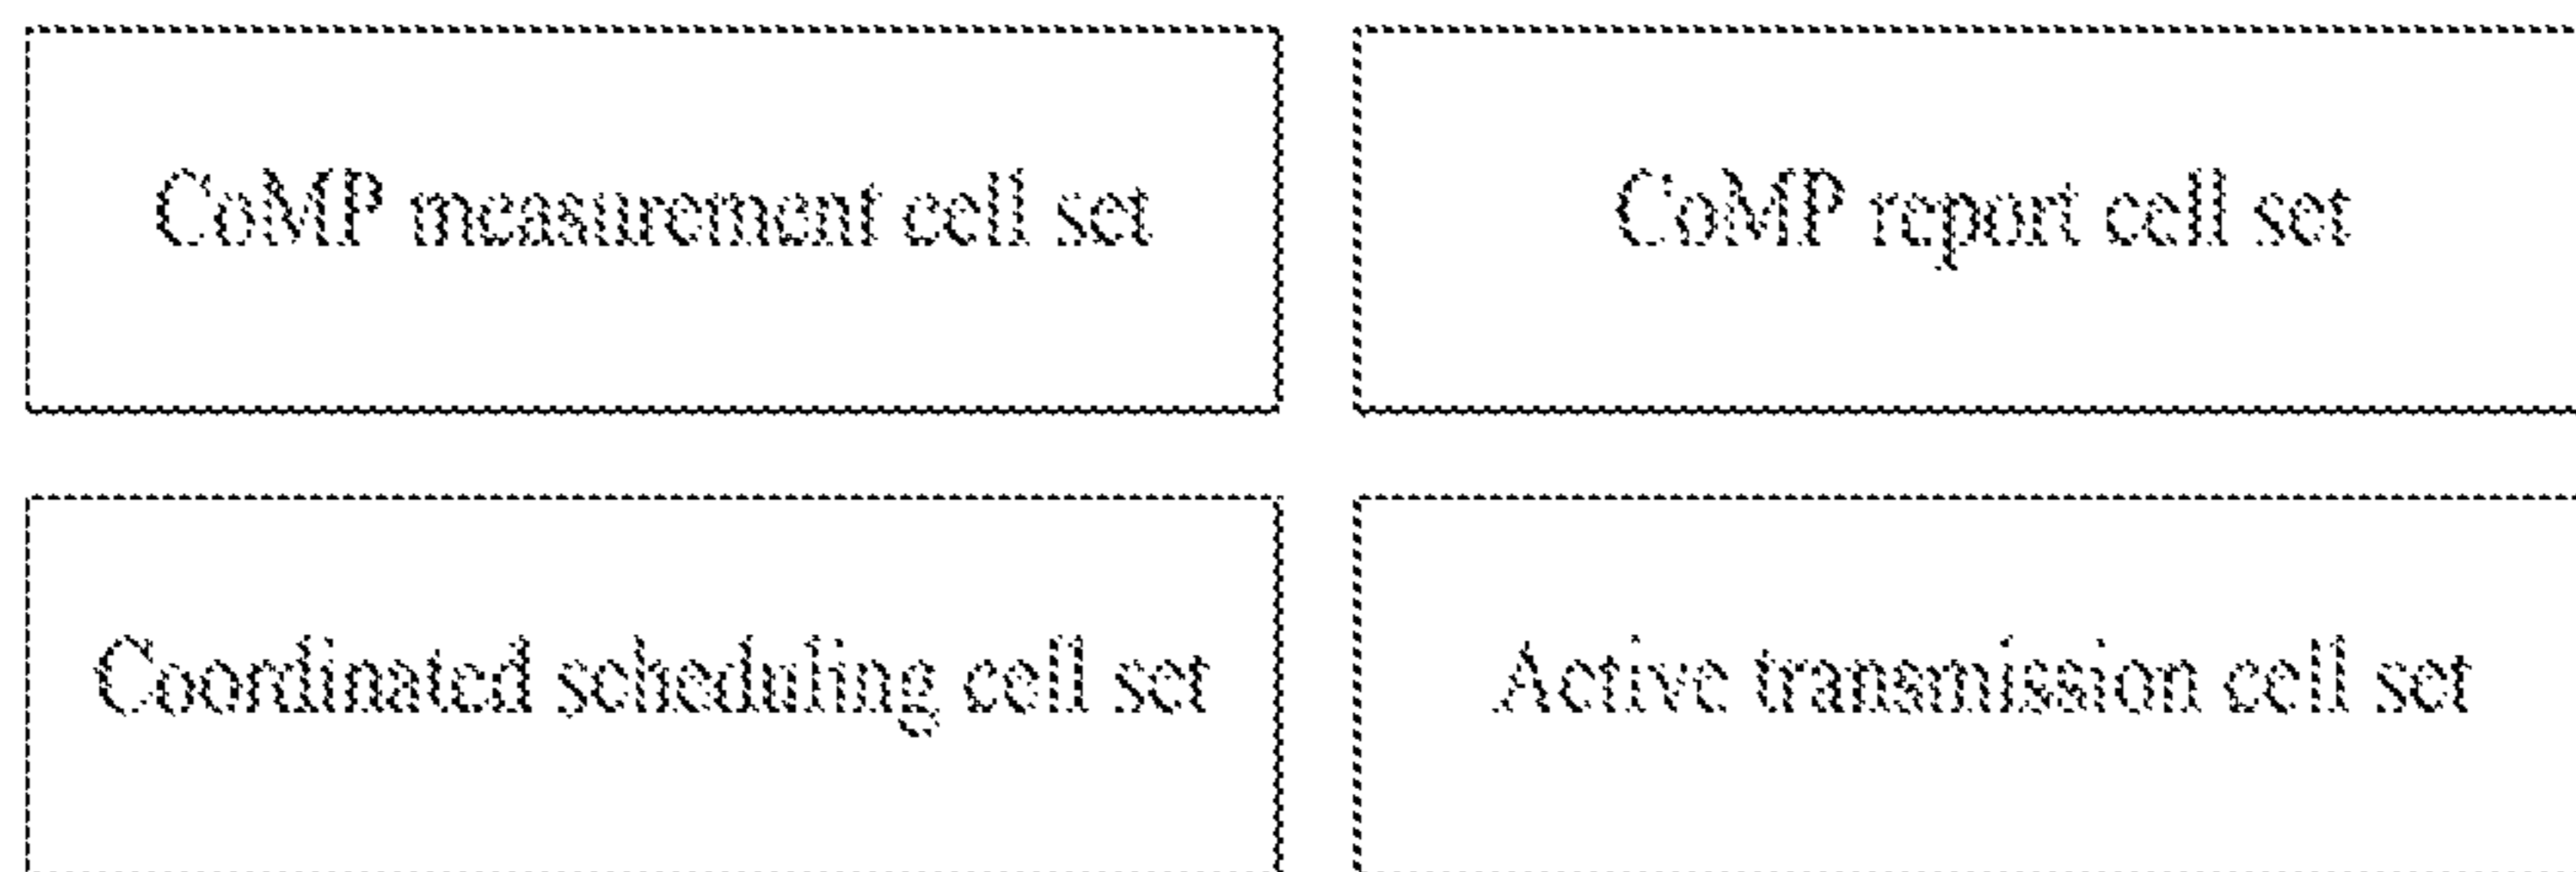 CoMP measurement cell set
CoMP report cell set
Coordinated scheduling cell set
Active transmission cell set